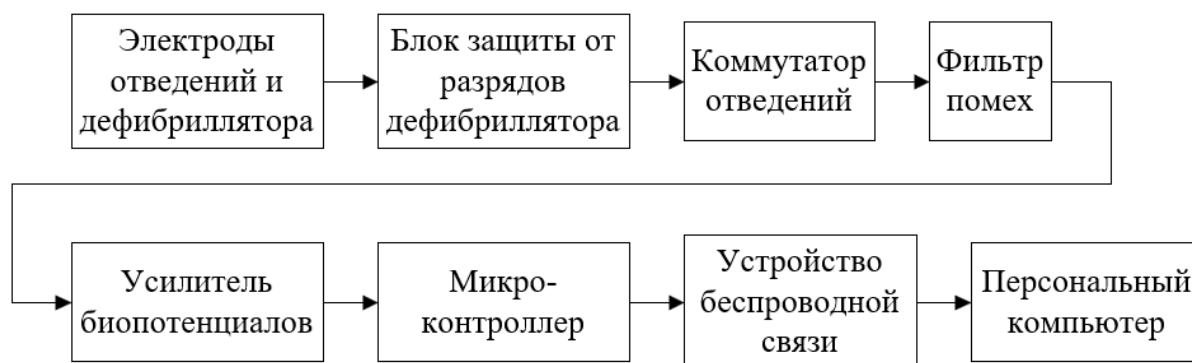 Электроды
отведений и
дефибриллятора
Блок защиты от
разрядов
дефибриллятора
Коммутатор
отведений
Фильтр
помех
Усилитель
биопотенциалов
Микро-
контроллер
Устройство
беспроводной
связи
Персональный
компьютер